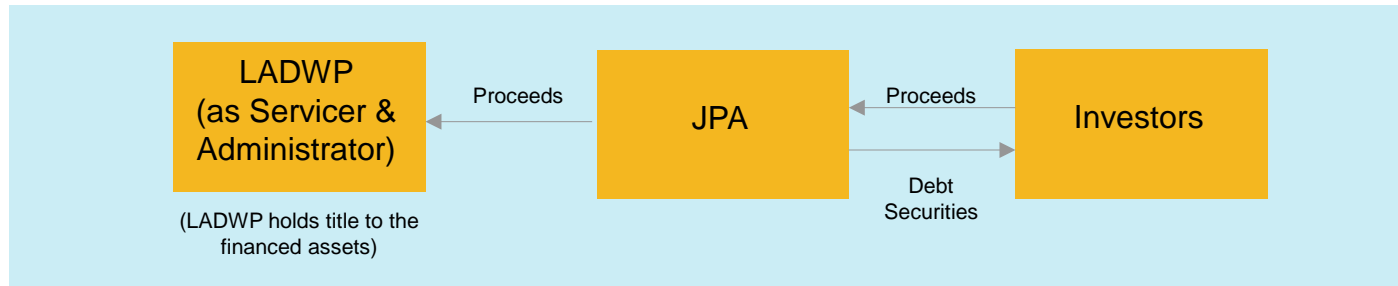 LADWP
(as Servicer &
Administrator)
(LADWP holds title to the
financed assets)
Proceeds
JPA
Proceeds
Debt
Securities
Investors